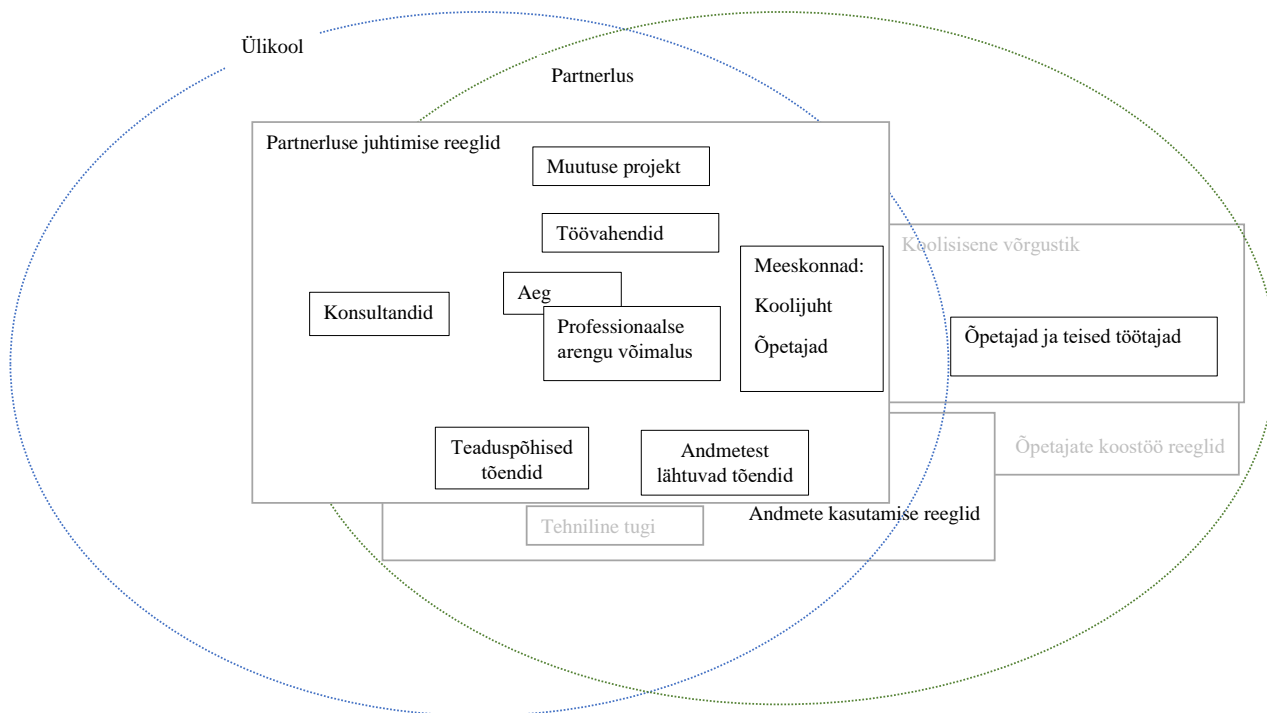 Ülikool
Partnerlus
Partnerluse juhtimise reeglid
Muutuse projekt
Töövahendid
Koolisisene võrgustik
Meeskonnad:
Koolijuht
Õpetajad
Aeg
Konsultandid
Professionaalse
arengu võimalus
Õpetajad ja teised töötajad
Teaduspõhised
tõendid
Andmetest
lähtuvad tõendid
Õpetajate koostöö reeglid
Tehniline tugi
Andmete kasutamise reeglid